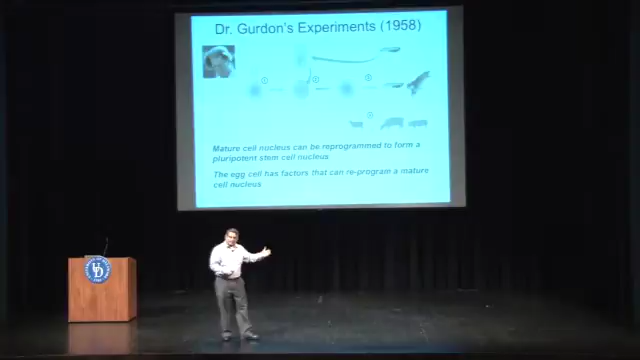 Dr. Gurdon's Experiments (1958)
Mature cell nucleus can be reprogrammed to form a
pluripotent stem cell nucleus
The egg cell has factors that can re-program a mature
cell nucleus
UD